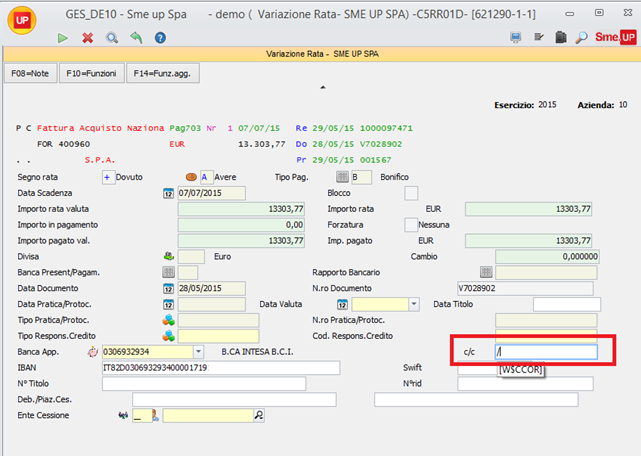 UP GES_DE10 - Sme up Spa - demo ( Variazione Rata- SME UP SPA) -C5RR01D- [621290-1-1]
Sme.UP
Variazione Rata - SME UP SPA
F08=Note F10=Funzioni F14=Funz.agg.
Esercizio: 2015 Azienda: 10
P C Fattura Acquisto Naziona Pag703 Nr 1 07/07/15 Re 29/05/15 1000097471
FOR 400960 EUR 13.303,77 Do 28/05/15 V7028902
. . S.P.A. Pr 29/05/15 001567
Segno rata + Dovuto A Avere Tipo Pag. B Bonifico
Data Scadenza 12 07/07/2015 Blocco
Importo rata valuta 13303,77 Importo rata EUR 13303,77
Importo in pagamento 0,00 Forzatura Nessuna
Importo pagato val. 13303,77 Imp. pagato EUR 13303,77
Divisa Euro Cambio 0,000000
Banca Present/Pagam. Rapporto Bancario
Data Documento 12 28/05/2015 N.ro Documento V7028902
Data Pratica/Protoc. 12 Data Valuta 12 Data Titolo
Tipo Pratica/Protoc. N.ro Pratica/Protoc.
Tipo Respons.Credito Cod. Respons.Credito
Banca App. 0306932934 B.CA INTESA B.C.I. c/c /
IBAN IT82D0306932934000​01719 Swift [W$CCOR]
N° Titolo N°rid
Deb./Piaz.Ces.
Ente Cessione